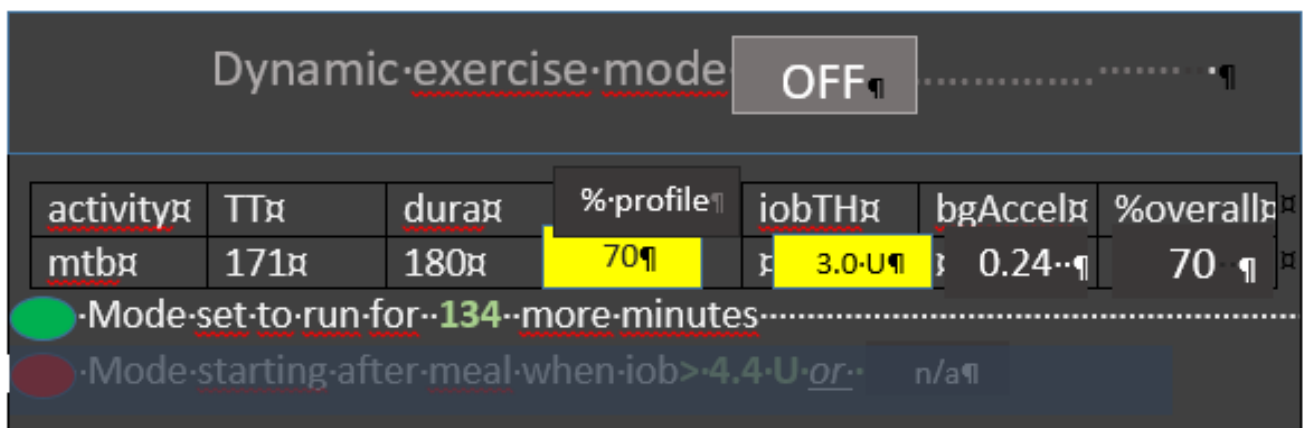 Dynamic exercise mode OFF
activity TT dura % profile iobTH bgAccel %overall
mtb 171 180 70 3.0 U 0.24 70
Mode set to run for 134 more minutes
Mode starting after meal when iob> 4.4 U or n/a